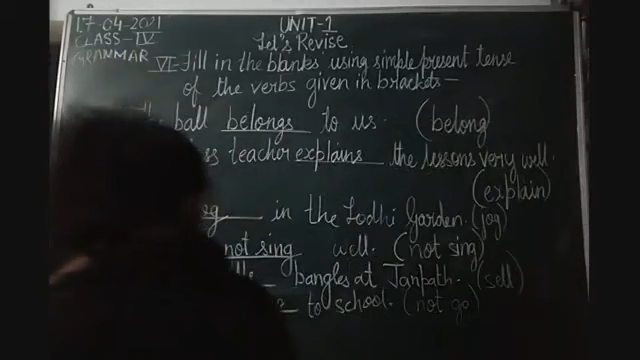 17-04-2021 UNIT-1
CLASS-IV Let's Revise
GRAMMAR VI- Fill in the blanks using simple present tense
of the verbs given in brackets-
ball belongs to us. (belong)
teacher explains the lessons very well.
(explain)
in the Lodhi Garden. (jog)
not sing well. (not sing)
bangles at Janpath. (sell)
to school. (not go)